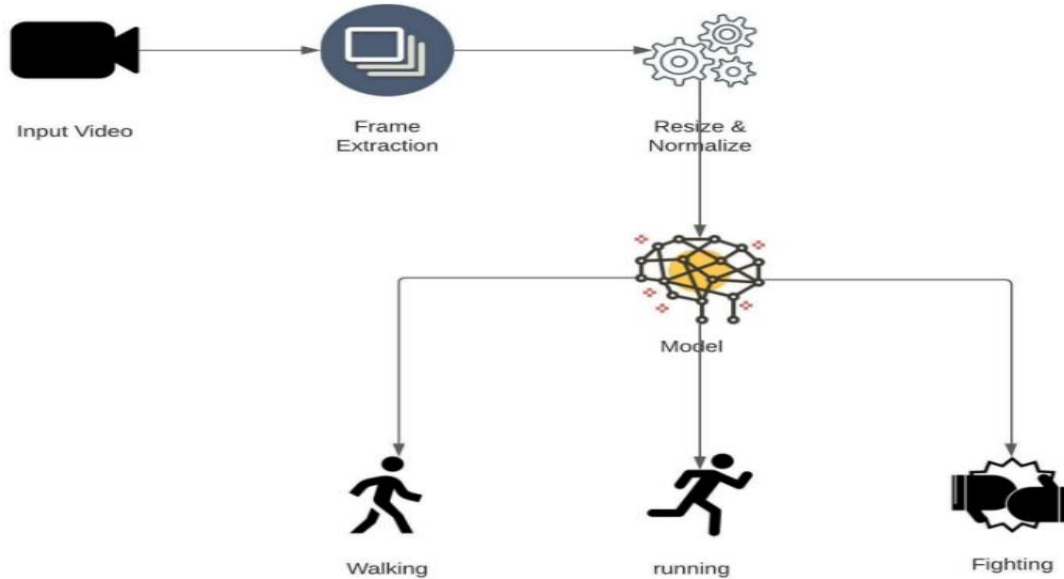 Input Video
Frame
Extraction
Resize &
Normalize
Model
Walking
running
Fighting